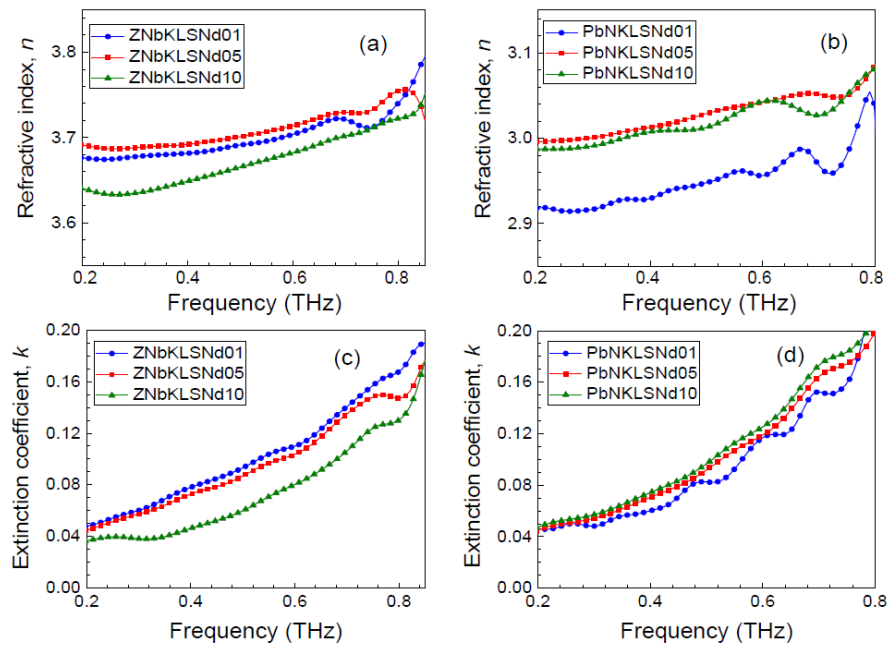 ZNbKLSNd01
ZNbKLSNd05
ZNbKLSNd10
(a)
3.8
3.7
3.6
Refractive index, n
0.2 0.4 0.6 0.8
Frequency (THz)
PbNKLSNd01
PbNKLSNd05
PbNKLSNd10
(b)
3.1
3.0
2.9
Refractive index, n
0.2 0.4 0.6 0.8
Frequency (THz)
ZNbKLSNd01
ZNbKLSNd05
ZNbKLSNd10
(c)
0.20
0.16
0.12
0.08
0.04
0.00
Extinction coefficient, k
0.2 0.4 0.6 0.8
Frequency (THz)
PbNKLSNd01
PbNKLSNd05
PbNKLSNd10
(d)
0.20
0.16
0.12
0.08
0.04
0.00
Extinction coefficient, k
0.2 0.4 0.6 0.8
Frequency (THz)